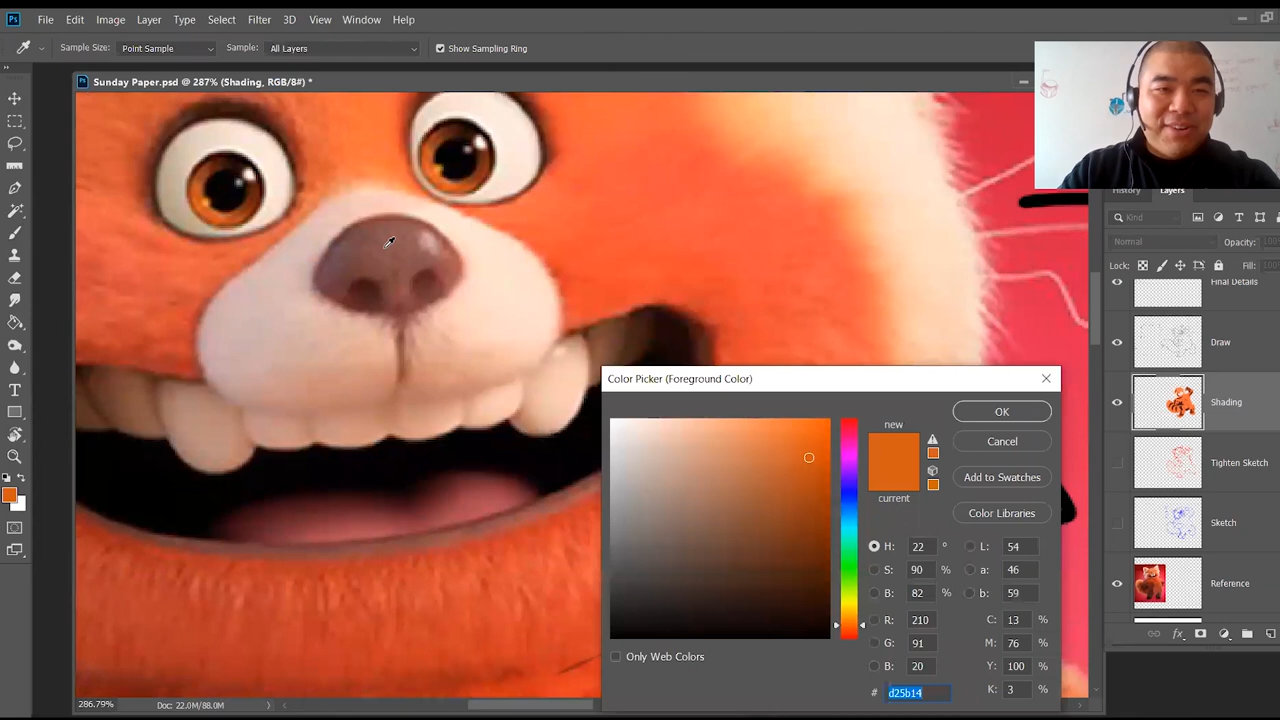 Ps File Edit Image Layer Type Select Filter 3D View Window Help
Sample Size: Point Sample Sample: All Layers Show Sampling Ring
Ps Sunday Paper.psd @ 287% (Shading, RGB/8#) *
History Layers
Kind
Normal Opacity: 100
Lock: Fill: 100
Final Details
Draw
Shading
Tighten Sketch
Sketch
Reference
Color Picker (Foreground Color)
new
current
OK
Cancel
Add to Swatches
Color Libraries
H: 22 ° L: 54
S: 90 % a: 46
B: 82 % b: 59
R: 210 C: 13 %
G: 91 M: 76 %
B: 20 Y: 100 %
# d25b14 K: 3 %
Only Web Colors
286.79% Doc: 22.0M/88.0M